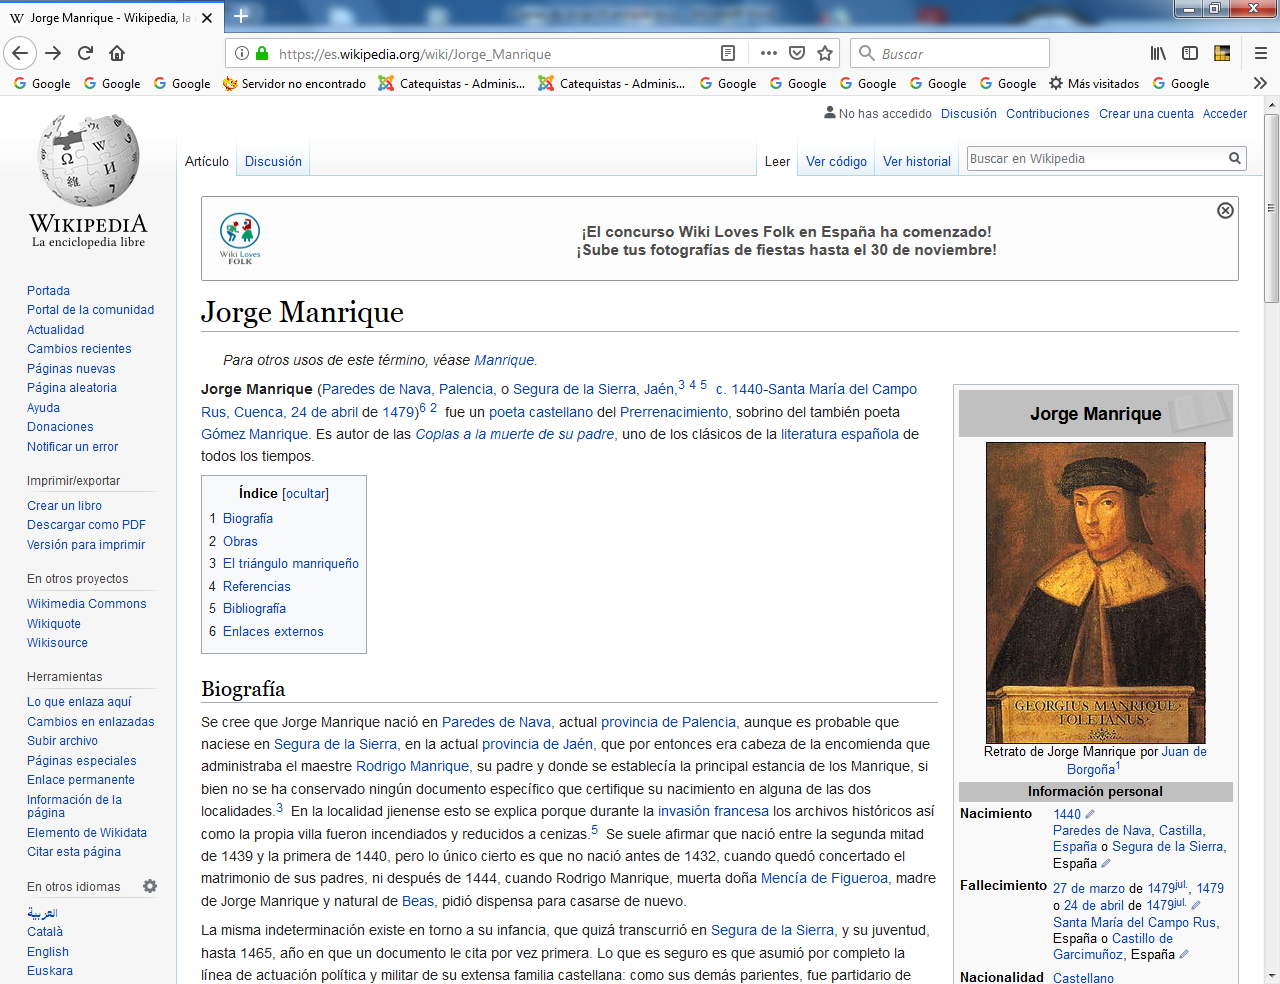 Jorge Manrique - Wikipedia, la
https://es.wikipedia.org/wiki/Jorge_Manrique
Buscar
Google
Google
Google
Servidor no encontrado
Catequistas - Adminis...
Catequistas - Adminis...
Google
Google
Google
Google
Google
Más visitados
Google
No has accedido Discusión Contribuciones Crear una cuenta Acceder
Artículo Discusión Leer Ver código Ver historial Buscar en Wikipedia
WIKIPEDIA
La enciclopedia libre
Portada
Portal de la comunidad
Actualidad
Cambios recientes
Páginas nuevas
Página aleatoria
Ayuda
Donaciones
Notificar un error
Imprimir/exportar
Crear un libro
Descargar como PDF
Versión para imprimir
En otros proyectos
Wikimedia Commons
Wikiquote
Wikisource
Herramientas
Lo que enlaza aquí
Cambios en enlazadas
Subir archivo
Páginas especiales
Enlace permanente
Información de la
página
Elemento de Wikidata
Citar esta página
En otros idiomas
العربية
Català
English
Euskara
Wiki Loves
FOLK
¡El concurso Wiki Loves Folk en España ha comenzado!
¡Sube tus fotografías de fiestas hasta el 30 de noviembre!
Jorge Manrique
Para otros usos de este término, véase Manrique.
Jorge Manrique (Paredes de Nava, Palencia, o Segura de la Sierra, Jaén,3 4 5 c. 1440-Santa María del Campo
Rus, Cuenca, 24 de abril de 1479)6 2 fue un poeta castellano del Prerrenacimiento, sobrino del también poeta
Gómez Manrique. Es autor de las Coplas a la muerte de su padre, uno de los clásicos de la literatura española de
todos los tiempos.
Índice [ocultar]
1 Biografía
2 Obras
3 El triángulo manriqueño
4 Referencias
5 Bibliografía
6 Enlaces externos
Biografía
Se cree que Jorge Manrique nació en Paredes de Nava, actual provincia de Palencia, aunque es probable que
naciese en Segura de la Sierra, en la actual provincia de Jaén, que por entonces era cabeza de la encomienda que
administraba el maestre Rodrigo Manrique, su padre y donde se establecía la principal estancia de los Manrique, si
bien no se ha conservado ningún documento específico que certifique su nacimiento en alguna de las dos
localidades.3 En la localidad jienense esto se explica porque durante la invasión francesa los archivos históricos así
como la propia villa fueron incendiados y reducidos a cenizas.5 Se suele afirmar que nació entre la segunda mitad
de 1439 y la primera de 1440, pero lo único cierto es que no nació antes de 1432, cuando quedó concertado el
matrimonio de sus padres, ni después de 1444, cuando Rodrigo Manrique, muerta doña Mencía de Figueroa, madre
de Jorge Manrique y natural de Beas, pidió dispensa para casarse de nuevo.
La misma indeterminación existe en torno a su infancia, que quizá transcurrió en Segura de la Sierra, y su juventud,
hasta 1465, año en que un documento le cita por vez primera. Lo que es seguro es que asumió por completo la
línea de actuación política y militar de su extensa familia castellana: como sus demás parientes, fue partidario de
Jorge Manrique
GEORGIUS MANRIQUE
TOLETANUS
Retrato de Jorge Manrique por Juan de
Borgoña1
Información personal
Nacimiento 1440
Paredes de Nava, Castilla,
España o Segura de la Sierra,
España
Fallecimiento 27 de marzo de 1479jul., 1479
o 24 de abril de 1479jul.
Santa María del Campo Rus,
España o Castillo de
Garcimuñoz, España
Nacionalidad Castellano